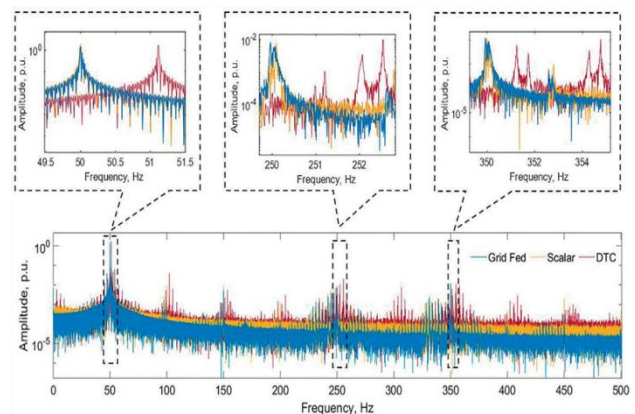 10^0
Amplitude, p.u.
49.5 50 50.5 51 51.5
Frequency, Hz
10^-2
10^-4
Amplitude, p.u.
250 251 252
Frequency, Hz
10^-5
Amplitude, p.u.
350 352 354
Frequency, Hz
10^0
10^-5
Amplitude, p.u.
Grid Fed Scalar DTC
0 50 100 150 200 250 300 350 400 450 500
Frequency, Hz